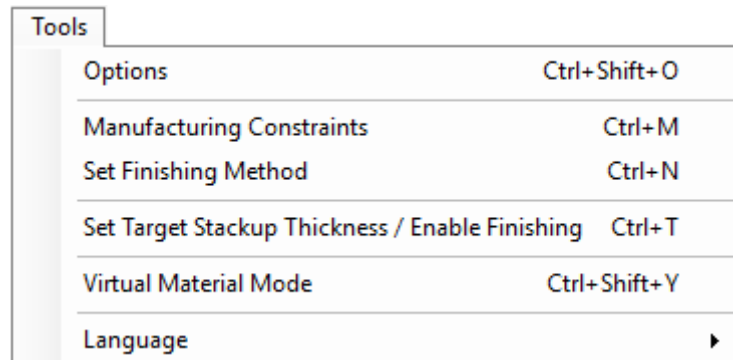 Tools
Options Ctrl+Shift+O
Manufacturing Constraints Ctrl+M
Set Finishing Method Ctrl+N
Set Target Stackup Thickness / Enable Finishing Ctrl+T
Virtual Material Mode Ctrl+Shift+Y
Language